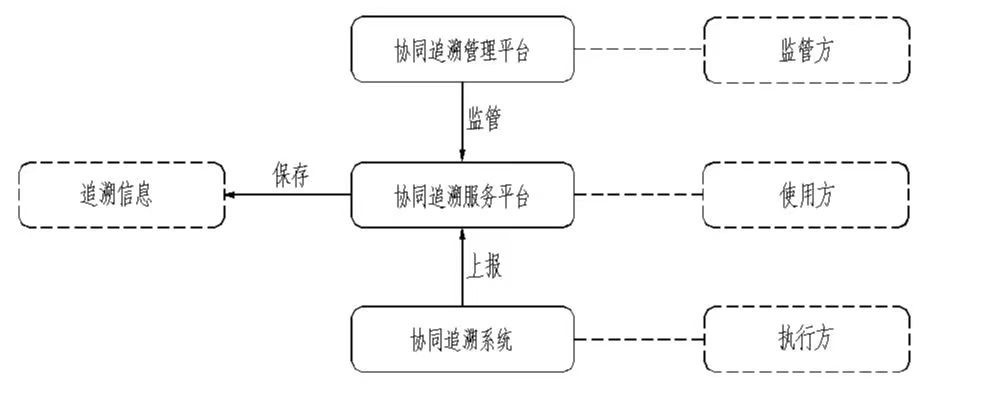 协同追溯管理平台
监管方
监管
保存
追溯信息
协同追溯服务平台
使用方
上报
协同追溯系统
执行方